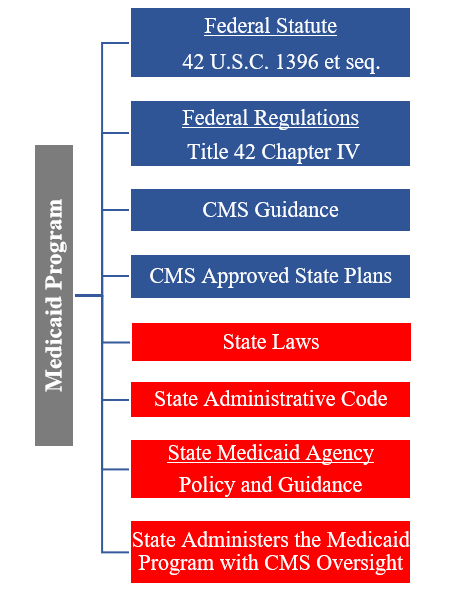 Medicaid Program
Federal Statute
42 U.S.C. 1396 et seq.
Federal Regulations
Title 42 Chapter IV
CMS Guidance
CMS Approved State Plans
State Laws
State Administrative Code
State Medicaid Agency
Policy and Guidance
State Administers the Medicaid
Program with CMS Oversight